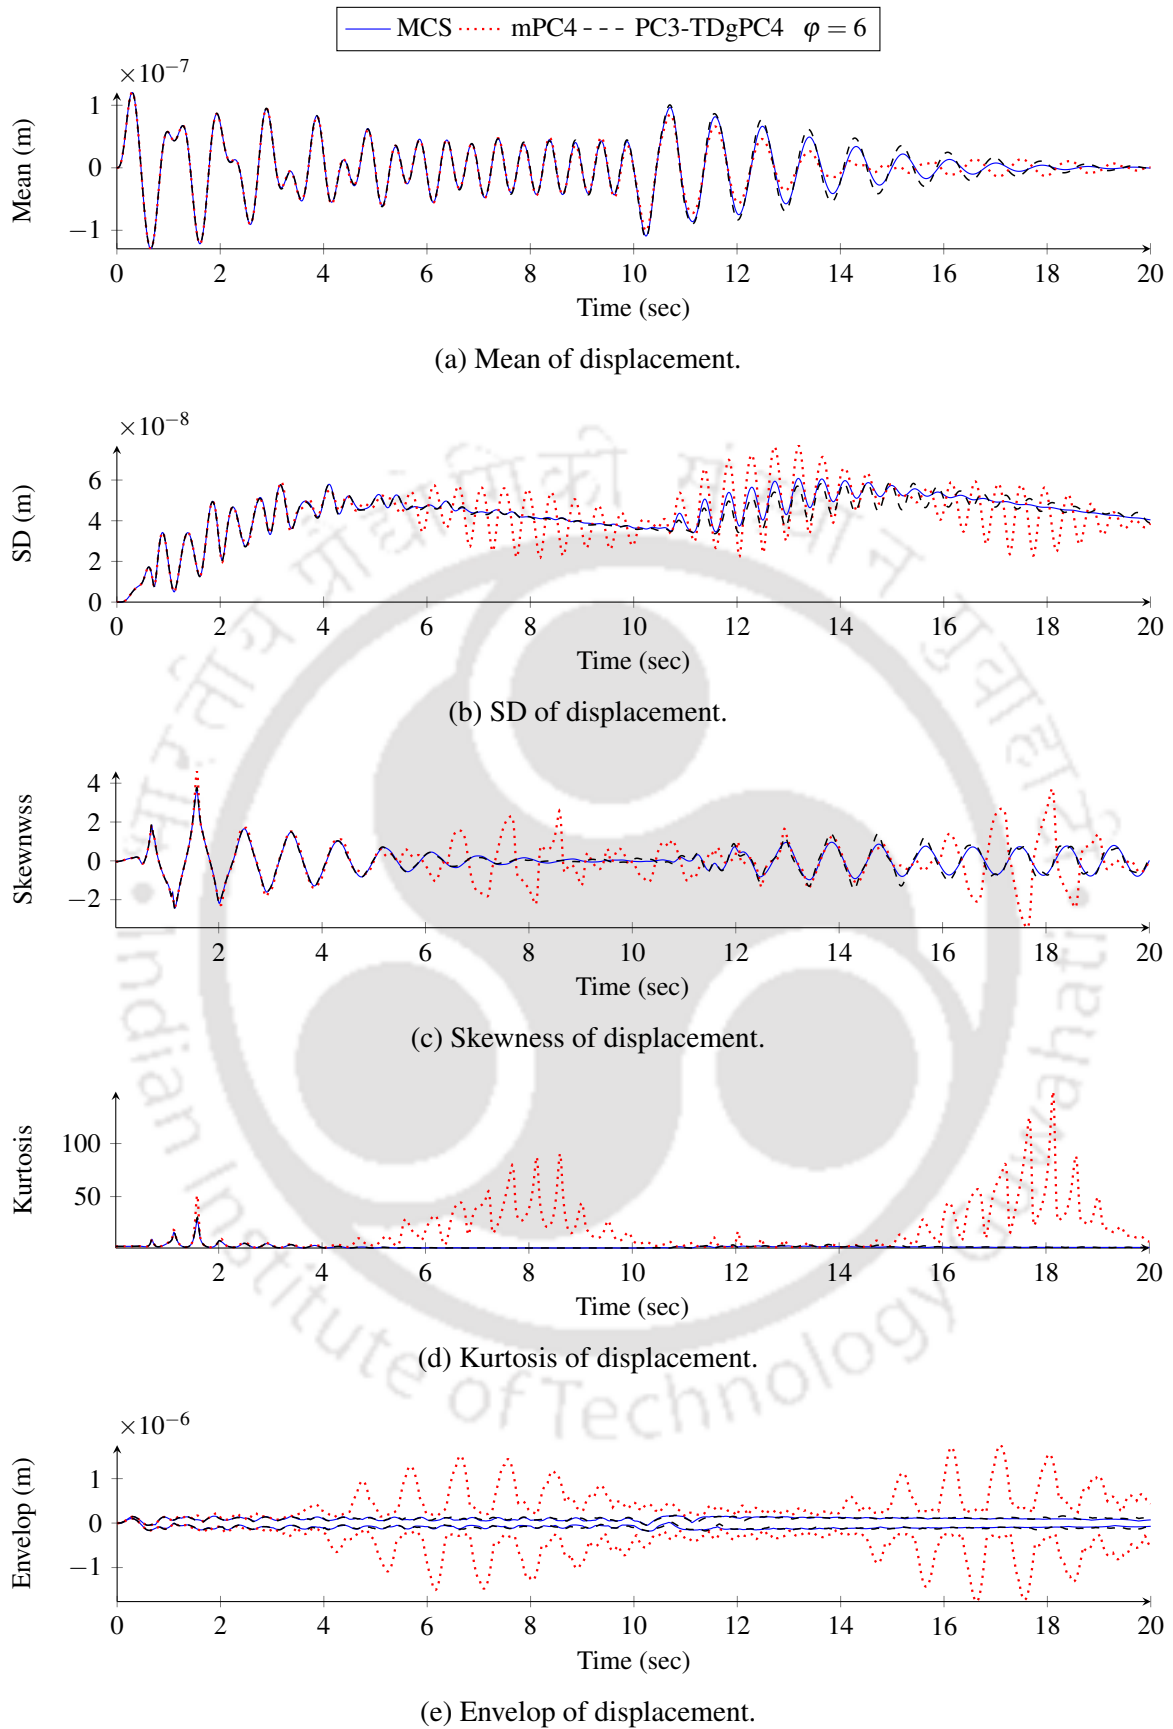 MCS mPC4 PC3-TDgPC4 φ = 6
×10−7
Mean (m)
1
0
−1
0 2 4 6 8 10 12 14 16 18 20
Time (sec)
(a) Mean of displacement.
×10−8
SD (m)
6
4
2
0
0 2 4 6 8 10 12 14 16 18 20
Time (sec)
(b) SD of displacement.
Skewnwss
4
2
0
−2
2 4 6 8 10 12 14 16 18 20
Time (sec)
(c) Skewness of displacement.
Kurtosis
100
50
2 4 6 8 10 12 14 16 18 20
Time (sec)
(d) Kurtosis of displacement.
×10−6
Envelop (m)
1
0
−1
0 2 4 6 8 10 12 14 16 18 20
Time (sec)
(e) Envelop of displacement.
Indian Institute of Technology Guwahati